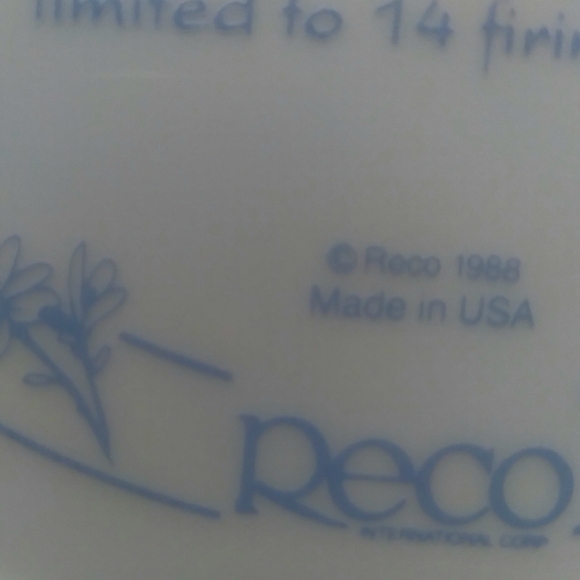 limited to 14 firin
© Reco 1988
Made in USA
Reco
INTERNATIONAL CORP